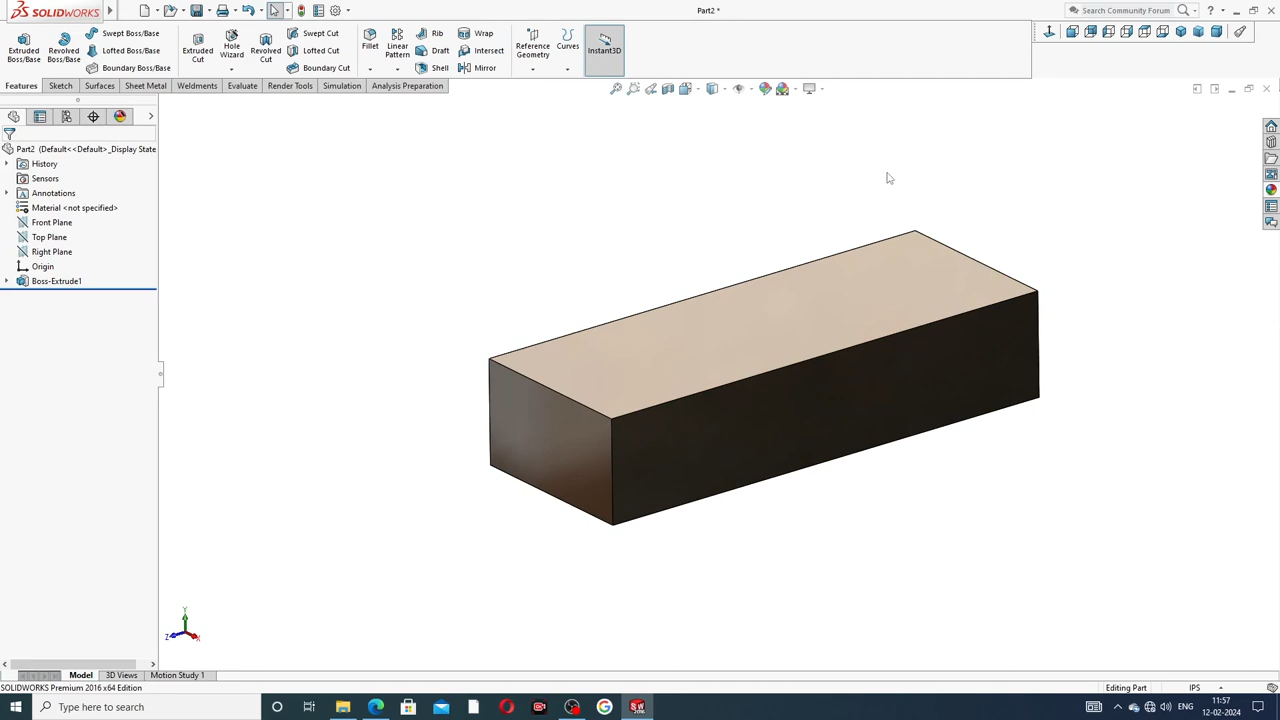 SOLIDWORKS
Part2 *
Search Community Forum
Extruded Boss/Base
Revolved Boss/Base
Swept Boss/Base
Lofted Boss/Base
Boundary Boss/Base
Extruded Cut
Hole Wizard
Revolved Cut
Swept Cut
Lofted Cut
Boundary Cut
Fillet
Linear Pattern
Rib
Draft
Shell
Wrap
Intersect
Mirror
Reference Geometry
Curves
Instant3D
Features Sketch Surfaces Sheet Metal Weldments Evaluate Render Tools Simulation Analysis Preparation
Part2 (Default<<Default>_Display State
History
Sensors
Annotations
Material <not specified>
Front Plane
Top Plane
Right Plane
Origin
Boss-Extrude1
Y
Z
X
Model 3D Views Motion Study 1
SOLIDWORKS Premium 2016 x64 Edition
Editing Part
IPS
Type here to search
ENG
11:57
12-02-2024